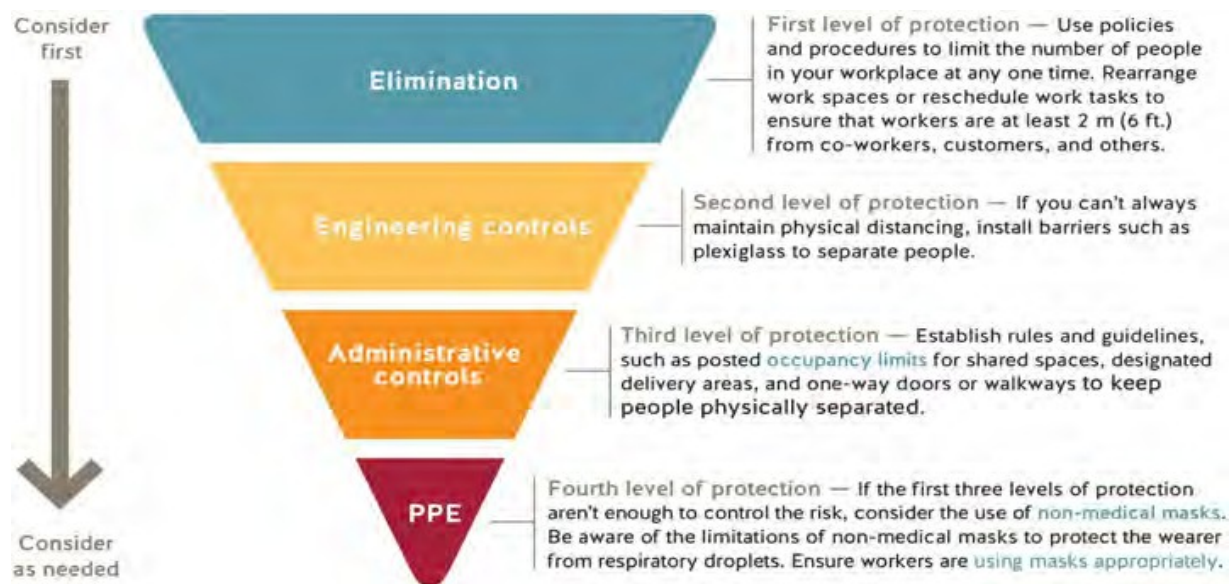 Consider
first
Elimination
First level of protection — Use policies
and procedures to limit the number of people
in your workplace at any one time. Rearrange
work spaces or reschedule work tasks to
ensure that workers are at least 2 m (6 ft.)
from co-workers, customers, and others.
Engineering controls
Second level of protection — If you can't always
maintain physical distancing, install barriers such as
plexiglass to separate people.
Administrative
controls
Third level of protection — Establish rules and guidelines,
such as posted occupancy limits for shared spaces, designated
delivery areas, and one-way doors or walkways to keep
people physically separated.
PPE
Fourth level of protection — If the first three levels of protection
aren't enough to control the risk, consider the use of non-medical masks.
Be aware of the limitations of non-medical masks to protect the wearer
from respiratory droplets. Ensure workers are using masks appropriately.
Consider
as needed